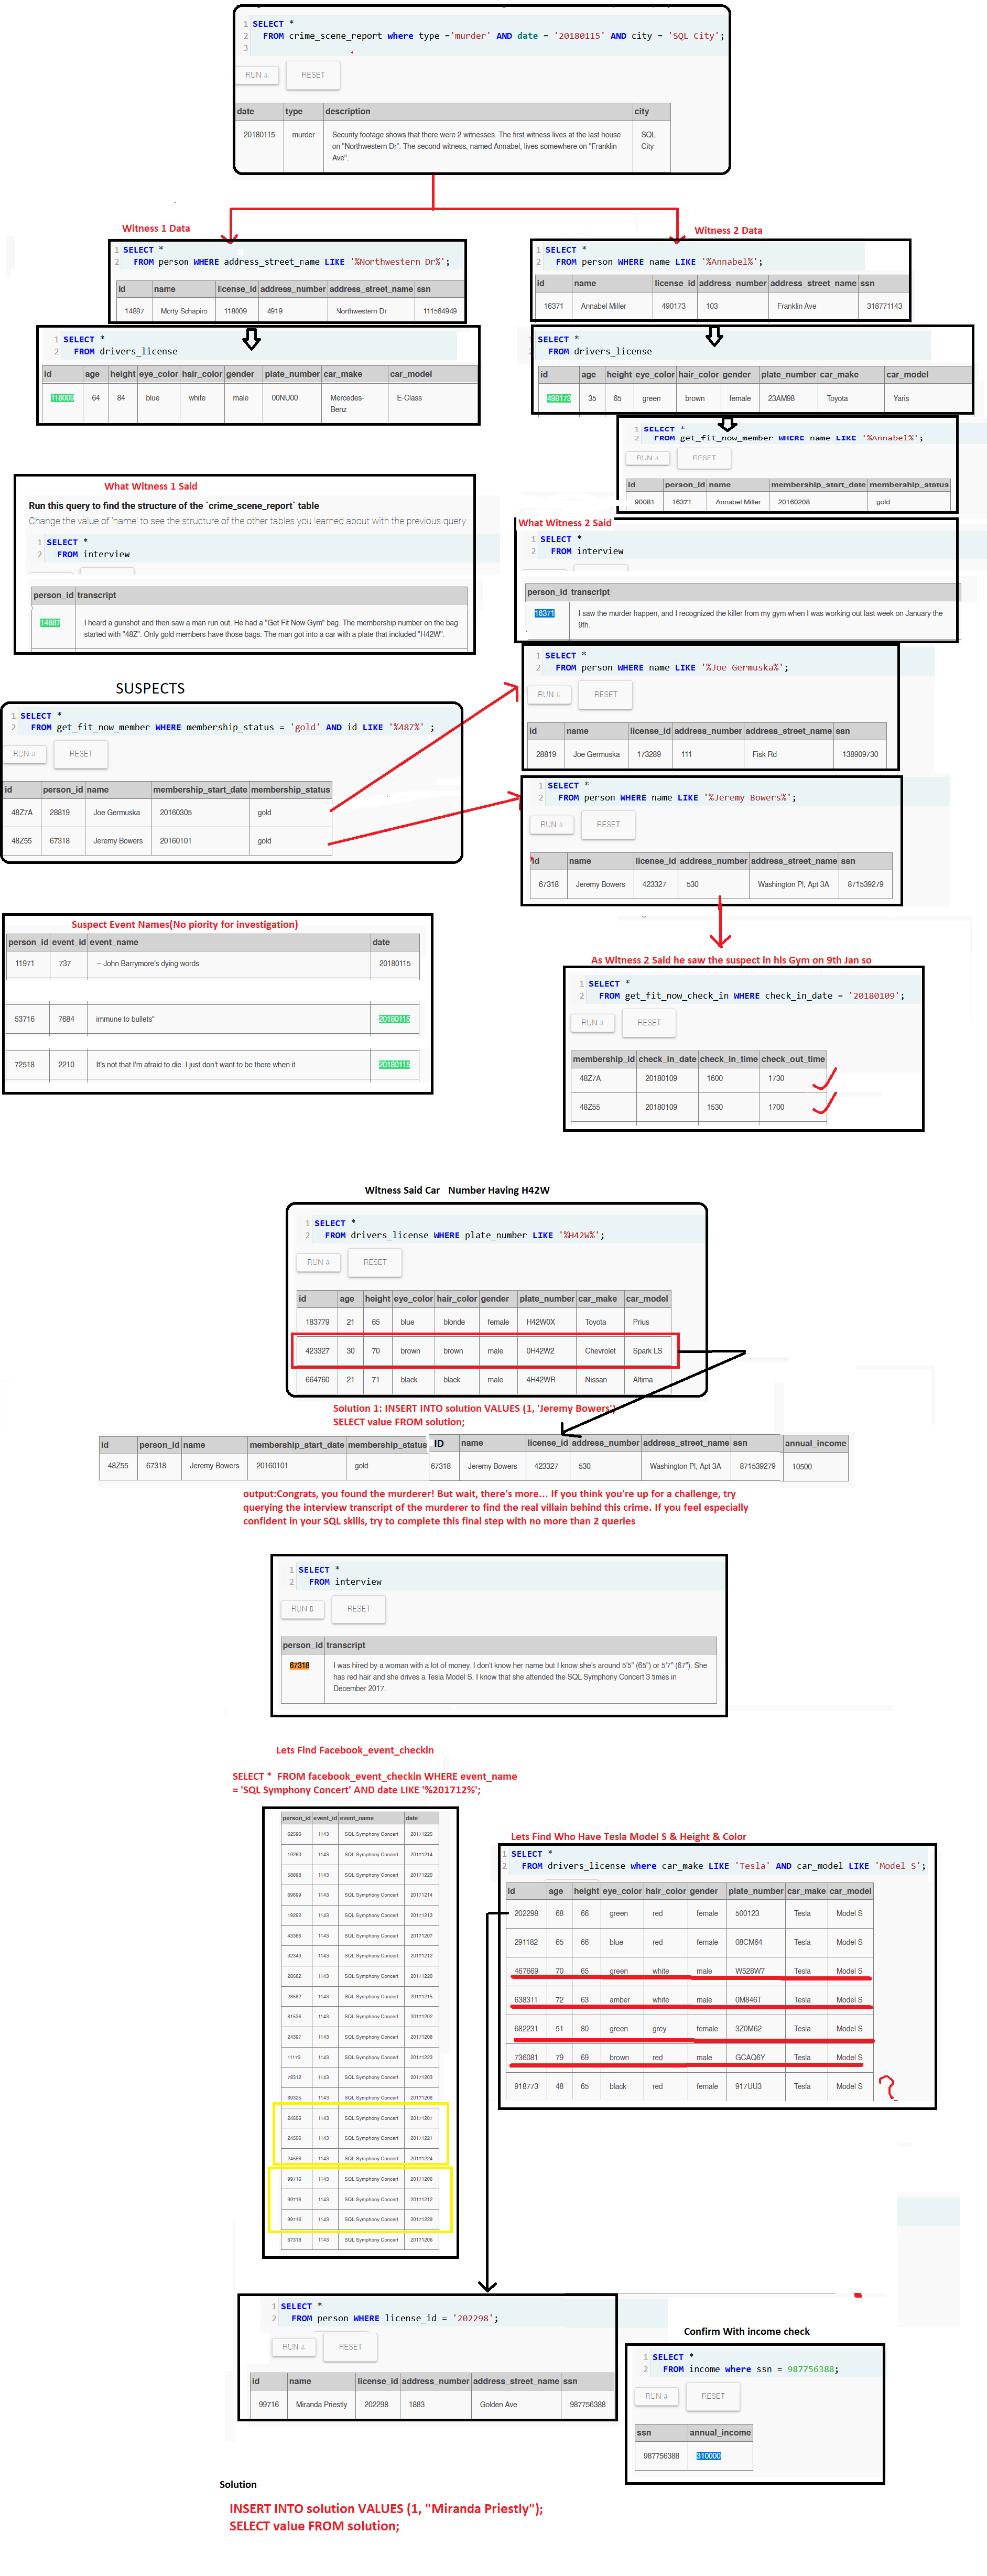 1 SELECT *
2 FROM crime_scene_report where type ='murder' AND date = '20180115' AND city = 'SQL City';
3
RUN RESET
date type description city
20180115 murder Security footage shows that there were 2 witnesses. The first witness lives at the last house on "Northwestern Dr". The second witness, named Annabel, lives somewhere on "Franklin Ave". SQL City
Witness 1 Data
1 SELECT *
2 FROM person WHERE address_street_name LIKE '%Northwestern Dr%';
id name license_id address_number address_street_name ssn
14887 Morty Schapiro 118009 4919 Northwestern Dr 111564949
1 SELECT *
2 FROM drivers_license
id age height eye_color hair_color gender plate_number car_make car_model
118009 64 84 blue white male 00NU00 Mercedes-Benz E-Class
Witness 2 Data
1 SELECT *
2 FROM person WHERE name LIKE '%Annabel%';
id name license_id address_number address_street_name ssn
16371 Annabel Miller 490173 103 Franklin Ave 318771143
1 SELECT *
2 FROM drivers_license
id age height eye_color hair_color gender plate_number car_make car_model
490173 35 65 green brown female 23AM98 Toyota Yaris
1 SELECT *
2 FROM get_fit_now_member WHERE name LIKE '%Annabel%';
RUN RESET
id person_id name membership_start_date membership_status
90081 16371 Annabel Miller 20160208 gold
What Witness 1 Said
Run this query to find the structure of the `crime_scene_report` table
Change the value of 'name' to see the structure of the other tables you learned about with the previous query.
1 SELECT *
2 FROM interview
person_id transcript
14887 I heard a gunshot and then saw a man run out. He had a "Get Fit Now Gym" bag. The membership number on the bag started with "48Z". Only gold members have those bags. The man got into a car with a plate that included "H42W".
What Witness 2 Said
1 SELECT *
2 FROM interview
person_id transcript
16371 I saw the murder happen, and I recognized the killer from my gym when I was working out last week on January the 9th.
SUSPECTS
1 SELECT *
2 FROM get_fit_now_member WHERE membership_status = 'gold' AND id LIKE '%48Z%' ;
RUN RESET
id person_id name membership_start_date membership_status
48Z7A 28819 Joe Germuska 20160305 gold
48Z55 67318 Jeremy Bowers 20160101 gold
1 SELECT *
2 FROM person WHERE name LIKE '%Joe Germuska%';
RUN RESET
id name license_id address_number address_street_name ssn
28819 Joe Germuska 173289 111 Fisk Rd 138909730
1 SELECT *
2 FROM person WHERE name LIKE '%Jeremy Bowers%';
RUN RESET
id name license_id address_number address_street_name ssn
67318 Jeremy Bowers 423327 530 Washington Pl, Apt 3A 871539279
Suspect Event Names(No piority for investigation)
person_id event_id event_name date
11971 737 -- John Barrymore's dying words 20180115
53716 7684 immune to bullets" 20180115
72518 2210 It's not that I'm afraid to die. I just don't want to be there when it 20180115
As Witness 2 Said he saw the suspect in his Gym on 9th Jan so
1 SELECT *
2 FROM get_fit_now_check_in WHERE check_in_date = '20180109';
RUN RESET
membership_id check_in_date check_in_time check_out_time
48Z7A 20180109 1600 1730
48Z55 20180109 1530 1700
Witness Said Car Number Having H42W
1 SELECT *
2 FROM drivers_license WHERE plate_number LIKE '%H42W%';
RUN RESET
id age height eye_color hair_color gender plate_number car_make car_model
183779 21 65 blue blonde female H42W0X Toyota Prius
423327 30 70 brown brown male 0H42W2 Chevrolet Spark LS
664760 21 71 black black male 4H42WR Nissan Altima
Solution 1: INSERT INTO solution VALUES (1, 'Jeremy Bowers')
SELECT value FROM solution;
id person_id name membership_start_date membership_status ID name license_id address_number address_street_name ssn annual_income
48Z55 67318 Jeremy Bowers 20160101 gold 67318 Jeremy Bowers 423327 530 Washington Pl, Apt 3A 871539279 10500
output:Congrats, you found the murderer! But wait, there's more... If you think you're up for a challenge, try
querying the interview transcript of the murderer to find the real villain behind this crime. If you feel especially
confident in your SQL skills, try to complete this final step with no more than 2 queries
1 SELECT *
2 FROM interview
RUN RESET
person_id transcript
67318 I was hired by a woman with a lot of money. I don't know her name but I know she's around 5'5" (65") or 5'7" (67"). She has red hair and she drives a Tesla Model S. I know that she attended the SQL Symphony Concert 3 times in December 2017.
Lets Find Facebook_event_checkin
SELECT * FROM facebook_event_checkin WHERE event_name
= 'SQL Symphony Concert' AND date LIKE '%201712%';
person_id event_id event_name date
62596 1143 SQL Symphony Concert 20171225
19260 1143 SQL Symphony Concert 20171214
58898 1143 SQL Symphony Concert 20171220
69699 1143 SQL Symphony Concert 20171214
19292 1143 SQL Symphony Concert 20171213
43366 1143 SQL Symphony Concert 20171207
92343 1143 SQL Symphony Concert 20171212
28582 1143 SQL Symphony Concert 20171220
28582 1143 SQL Symphony Concert 20171215
81526 1143 SQL Symphony Concert 20171202
24397 1143 SQL Symphony Concert 20171208
11173 1143 SQL Symphony Concert 20171223
79312 1143 SQL Symphony Concert 20171203
69325 1143 SQL Symphony Concert 20171206
24556 1143 SQL Symphony Concert 20171207
24556 1143 SQL Symphony Concert 20171221
24556 1143 SQL Symphony Concert 20171224
99716 1143 SQL Symphony Concert 20171206
99716 1143 SQL Symphony Concert 20171212
99716 1143 SQL Symphony Concert 20171229
67318 1143 SQL Symphony Concert 20171206
Lets Find Who Have Tesla Model S & Height & Color
1 SELECT *
2 FROM drivers_license where car_make LIKE 'Tesla' AND car_model LIKE 'Model S';
id age height eye_color hair_color gender plate_number car_make car_model
202298 68 66 green red female 500123 Tesla Model S
291182 65 66 blue red female 08CM64 Tesla Model S
467669 70 65 green white male W528W7 Tesla Model S
638311 72 63 amber white male 0M846T Tesla Model S
682231 51 80 green grey female 3Z0M62 Tesla Model S
736081 79 69 brown red male GCAQ6Y Tesla Model S
918773 48 65 black red female 917UU3 Tesla Model S ?
1 SELECT *
2 FROM person WHERE license_id = '202298';
RUN RESET
id name license_id address_number address_street_name ssn
99716 Miranda Priestly 202298 1883 Golden Ave 987756388
Confirm With income check
1 SELECT *
2 FROM income where ssn = 987756388;
RUN RESET
ssn annual_income
987756388 310000
Solution
INSERT INTO solution VALUES (1, "Miranda Priestly");
SELECT value FROM solution;